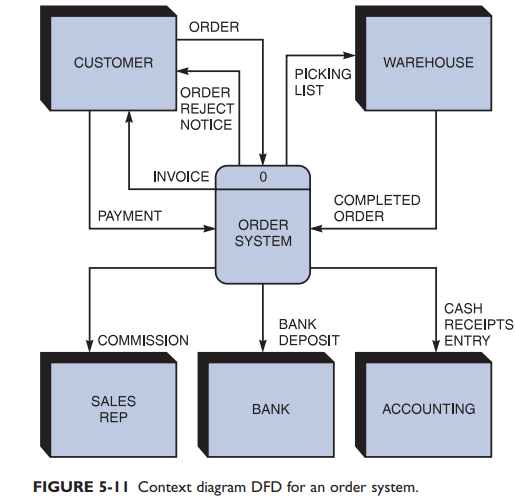 ORDER
CUSTOMER
WAREHOUSE
PICKING
LIST
ORDER
REJECT
NOTICE
INVOICE
0
COMPLETED
ORDER
PAYMENT
ORDER
SYSTEM
COMMISSION
BANK
DEPOSIT
CASH
RECEIPTS
ENTRY
SALES
REP
BANK
ACCOUNTING
FIGURE 5-11 Context diagram DFD for an order system.